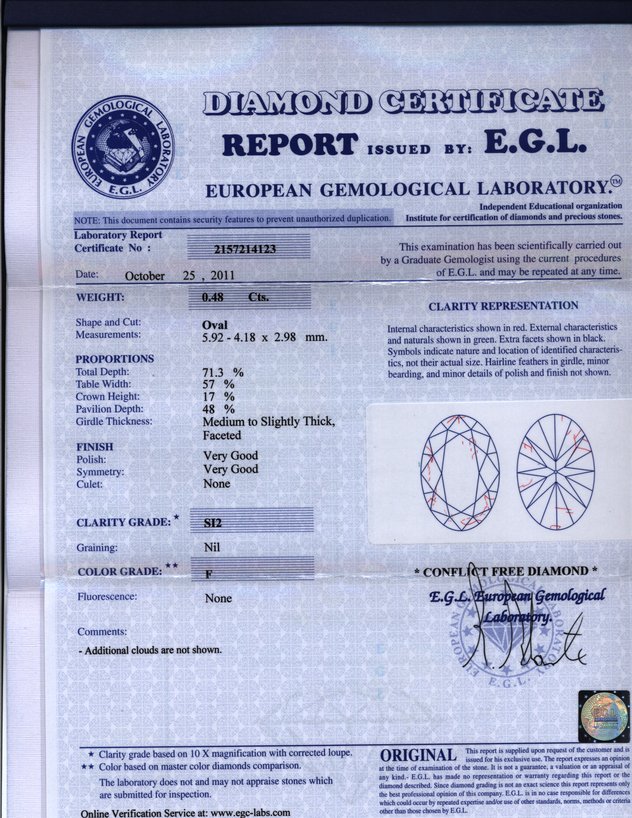 DIAMOND CERTIFICATE
REPORT ISSUED BY: E.G.L.
EUROPEAN GEMOLOGICAL LABORATORY.™
EUROPEAN GEMOLOGICAL LABORATORY
E.G.L.
Independent Educational organization
NOTE: This document contains security features to prevent unauthorized duplication.
Institute for certification of diamonds and precious stones.
Laboratory Report
Certificate No : 2157214123
Date: October 25 , 2011
This examination has been scientifically carried out
by a Graduate Gemologist using the current procedures
of E.G.L. and may be repeated at any time.
WEIGHT: 0.48 Cts.
Shape and Cut: Oval
Measurements: 5.92 - 4.18 x 2.98 mm.
PROPORTIONS
Total Depth: 71.3 %
Table Width: 57 %
Crown Height: 17 %
Pavilion Depth: 48 %
Girdle Thickness: Medium to Slightly Thick,
Faceted
FINISH
Polish: Very Good
Symmetry: Very Good
Culet: None
CLARITY GRADE: ★ SI2
Graining: Nil
COLOR GRADE: ★★ F
Fluorescence: None
Comments:
- Additional clouds are not shown.
CLARITY REPRESENTATION
Internal characteristics shown in red. External characteristics
and naturals shown in green. Extra facets shown in black.
Symbols indicate nature and location of identified characteris-
tics, not their actual size. Hairline feathers in girdle, minor
bearding, and minor details of polish and finish not shown.
* CONFLICT FREE DIAMOND *
E.G.L. European Gemological
Laboratory.
E.G.L.
★ Clarity grade based on 10 X magnification with corrected loupe.
★★ Color based on master color diamonds comparison.
The laboratory does not and may not appraise stones which
are submitted for inspection.
Online Verification Service at: www.egc-labs.com
ORIGINAL This report is supplied upon request of the customer and is
issued for his exclusive use. The report expresses an opinion
at the time of examination of the stone. It is not a guarantee, a valuation or an appraisal of
any kind.- E.G.L. has made no representation or warranty regarding this report or the
diamond described. Since diamond grading is not an exact science this report represents only
the best professional opinion of this company. E.G.L. is in no case responsible for differences
which could occur by repeated expertise and/or use of other standards, norms, methods or criteria
other than those chosen by E.G.L.